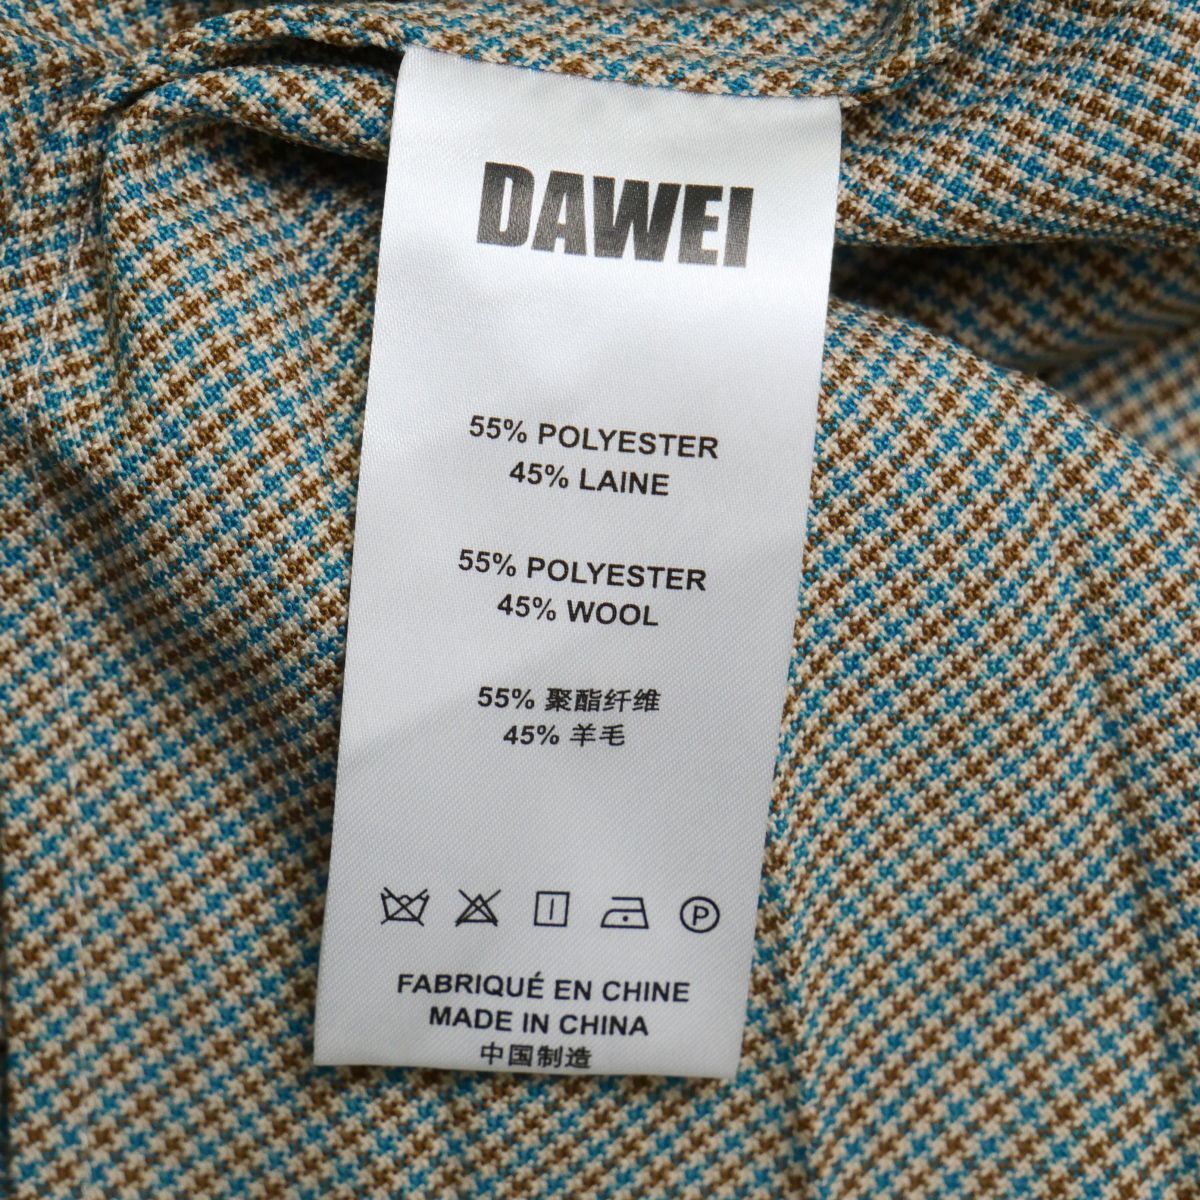 DAWEI
55% POLYESTER
45% LAINE
55% POLYESTER
45% WOOL
55% 聚酯纤维
45% 羊毛
P
FABRIQUÉ EN CHINE
MADE IN CHINA
中国制造